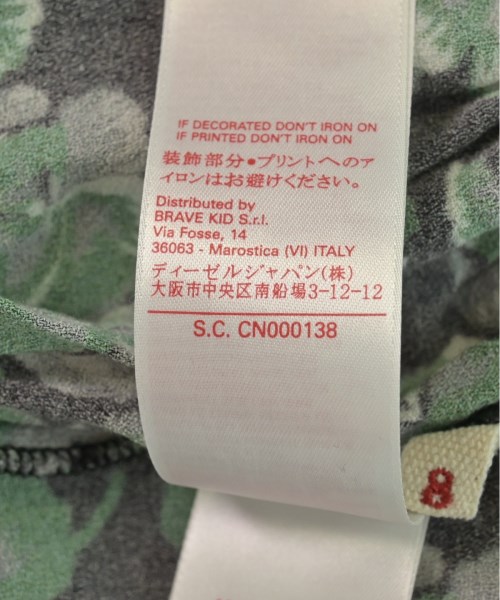 IF DECORATED DON'T IRON ON
IF PRINTED DON'T IRON ON
装飾部分•プリントへのア
イロンはお避けください。
Distributed by
BRAVE KID S.r.l.
Via Fosse, 14
36063 - Marostica (VI) ITALY
ディーゼルジャパン(株)
大阪市中央区南船場3-12-12
S.C. CN000138
8